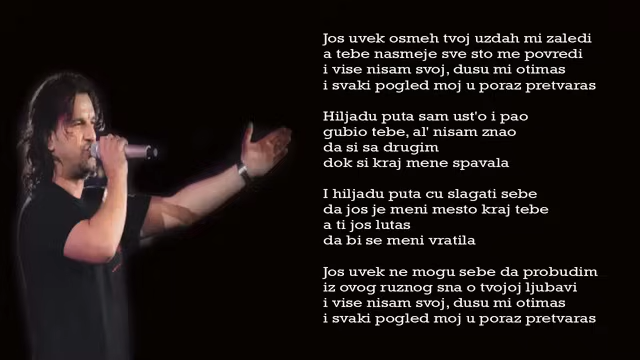 Jos uvek osmeh tvoj uzdah mi zaledi
a tebe nasmeje sve sto me povredi
i vise nisam svoj, dusu mi otimas
i svaki pogled moj u poraz pretvaras
Hiljadu puta sam ust'o i pao
gubio tebe, al' nisam znao
da si sa drugim
dok si kraj mene spavala
I hiljadu puta cu slagati sebe
da jos je meni mesto kraj tebe
a ti jos lutas
da bi se meni vratila
Jos uvek ne mogu sebe da probudim
iz ovog ruznog sna o tvojoj ljubavi
i vise nisam svoj, dusu mi otimas
i svaki pogled moj u poraz pretvaras